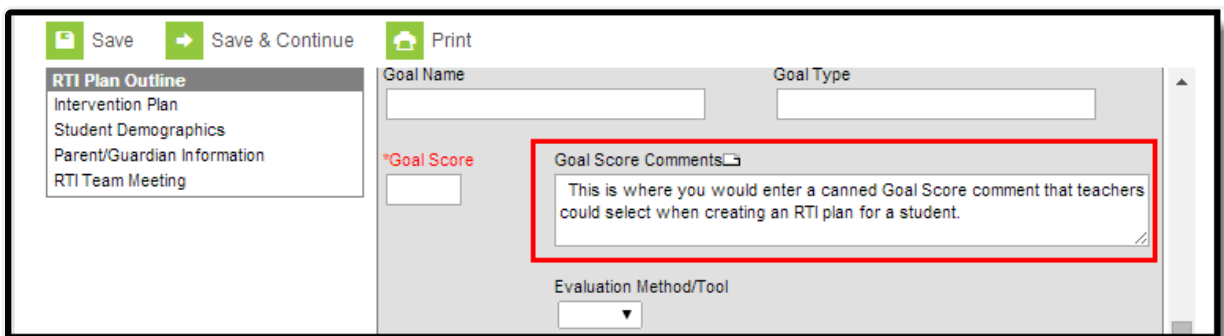 Save Save & Continue Print
RTI Plan Outline
Intervention Plan
Student Demographics
Parent/Guardian Information
RTI Team Meeting
Goal Name Goal Type
*Goal Score Goal Score Comments
This is where you would enter a canned Goal Score comment that teachers
could select when creating an RTI plan for a student.
Evaluation Method/Tool